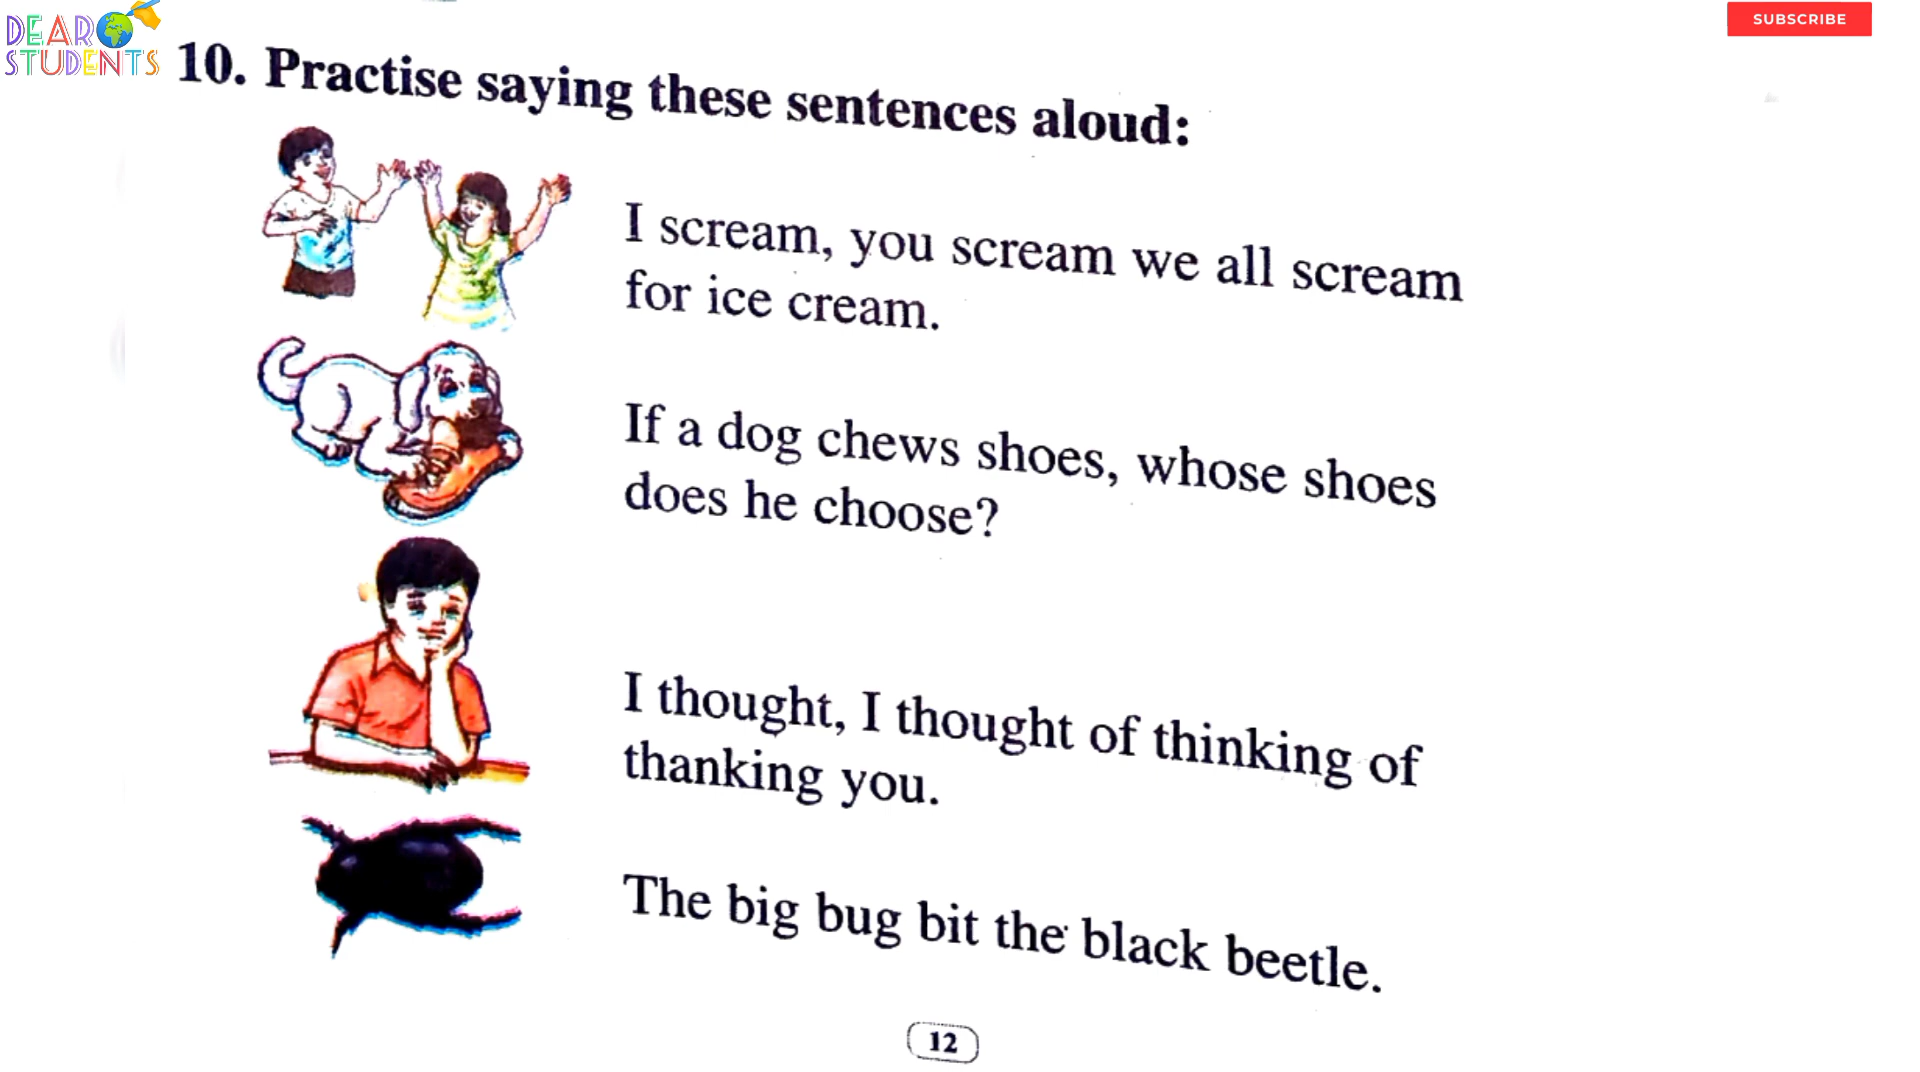 DEAR
STUDENTS
SUBSCRIBE
10. Practise saying these sentences aloud:
I scream, you scream we all scream
for ice cream.
If a dog chews shoes, whose shoes
does he choose?
I thought, I thought of thinking of
thanking you.
The big bug bit the black beetle.
12